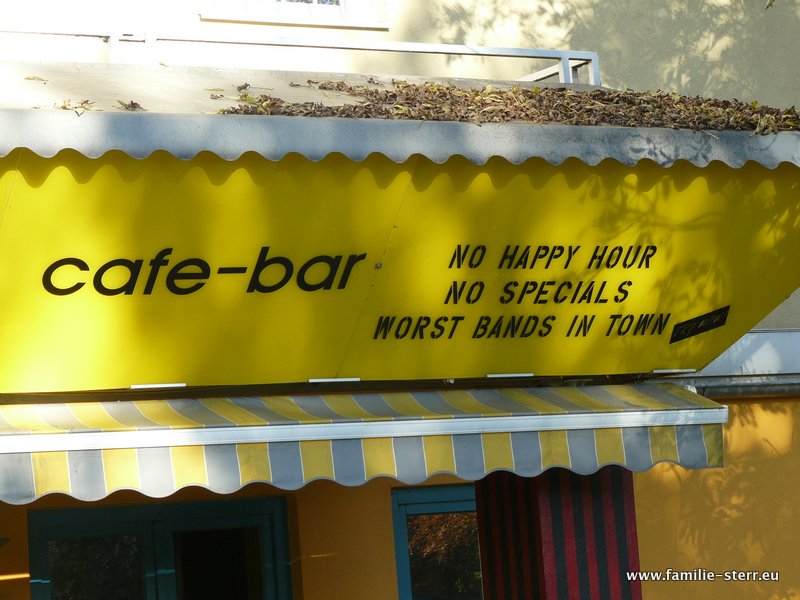 cafe-bar
NO HAPPY HOUR
NO SPECIALS
WORST BANDS IN TOWN
www.familie-sterr.eu